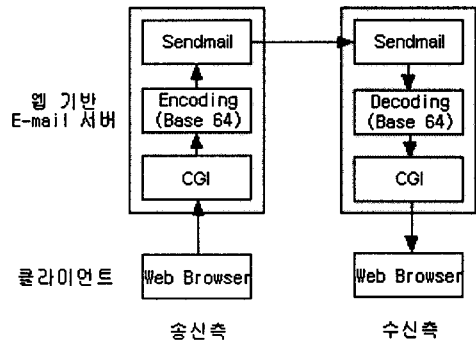 Sendmail
Sendmail
웹 기반
E-mail 서버
Encoding
(Base 64)
Decoding
(Base 64)
CGI
CGI
클라이언트
Web Browser
Web Browser
송신측
수신측